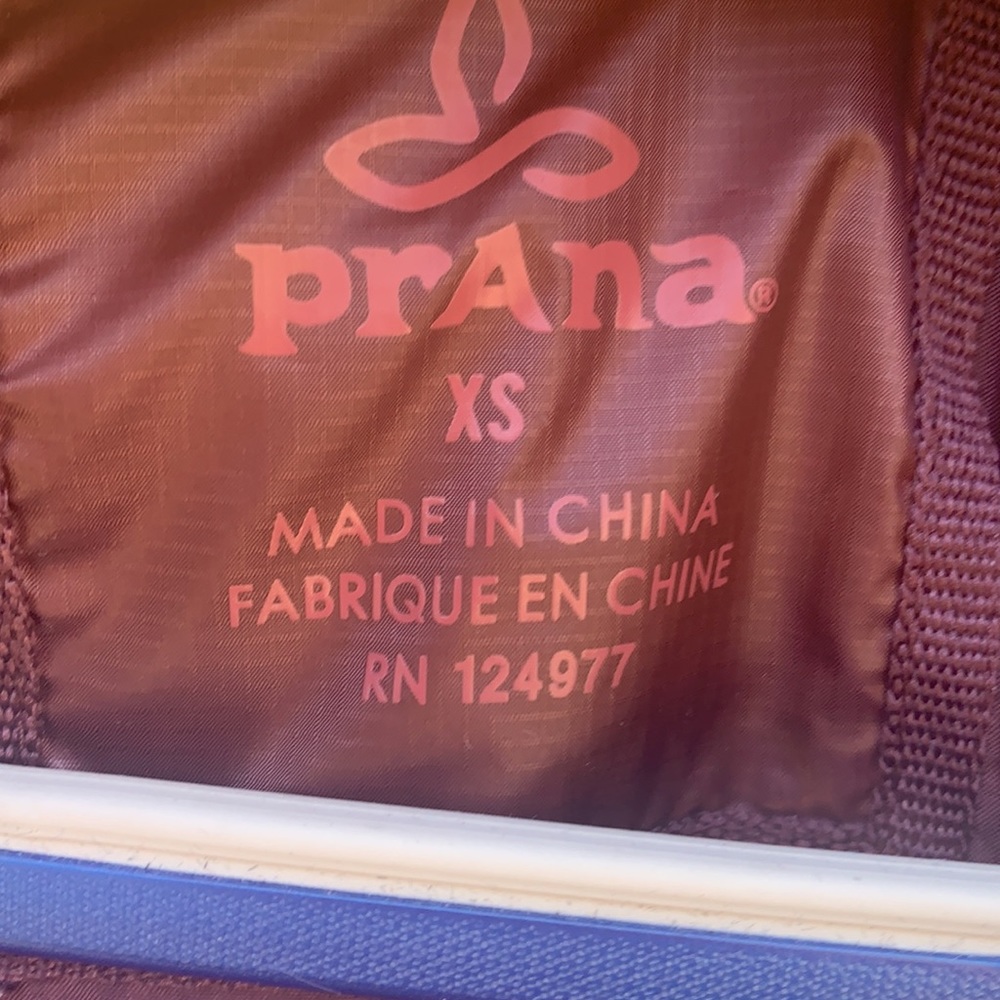 prAna®
XS
MADE IN CHINA
FABRIQUE EN CHINE
RN 124977